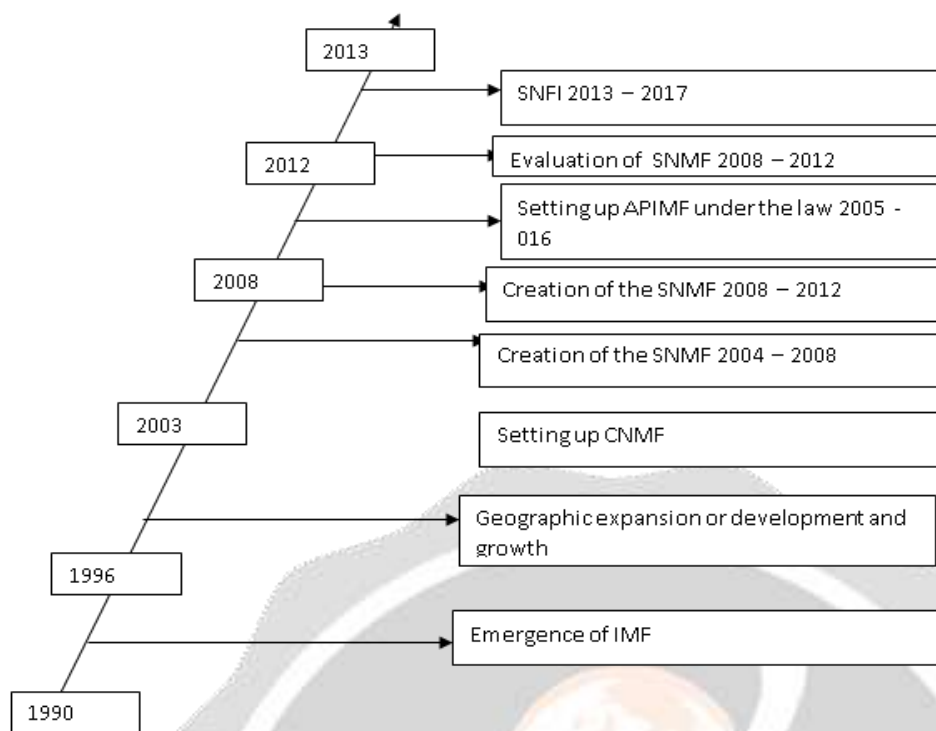 2013
SNFI 2013 – 2017
2012
Evaluation of SNMF 2008 – 2012
Setting up APIMF under the law 2005 -
016
2008
Creation of the SNMF 2008 – 2012
Creation of the SNMF 2004 – 2008
2003
Setting up CNMF
Geographic expansion or development and
growth
1996
Emergence of IMF
1990